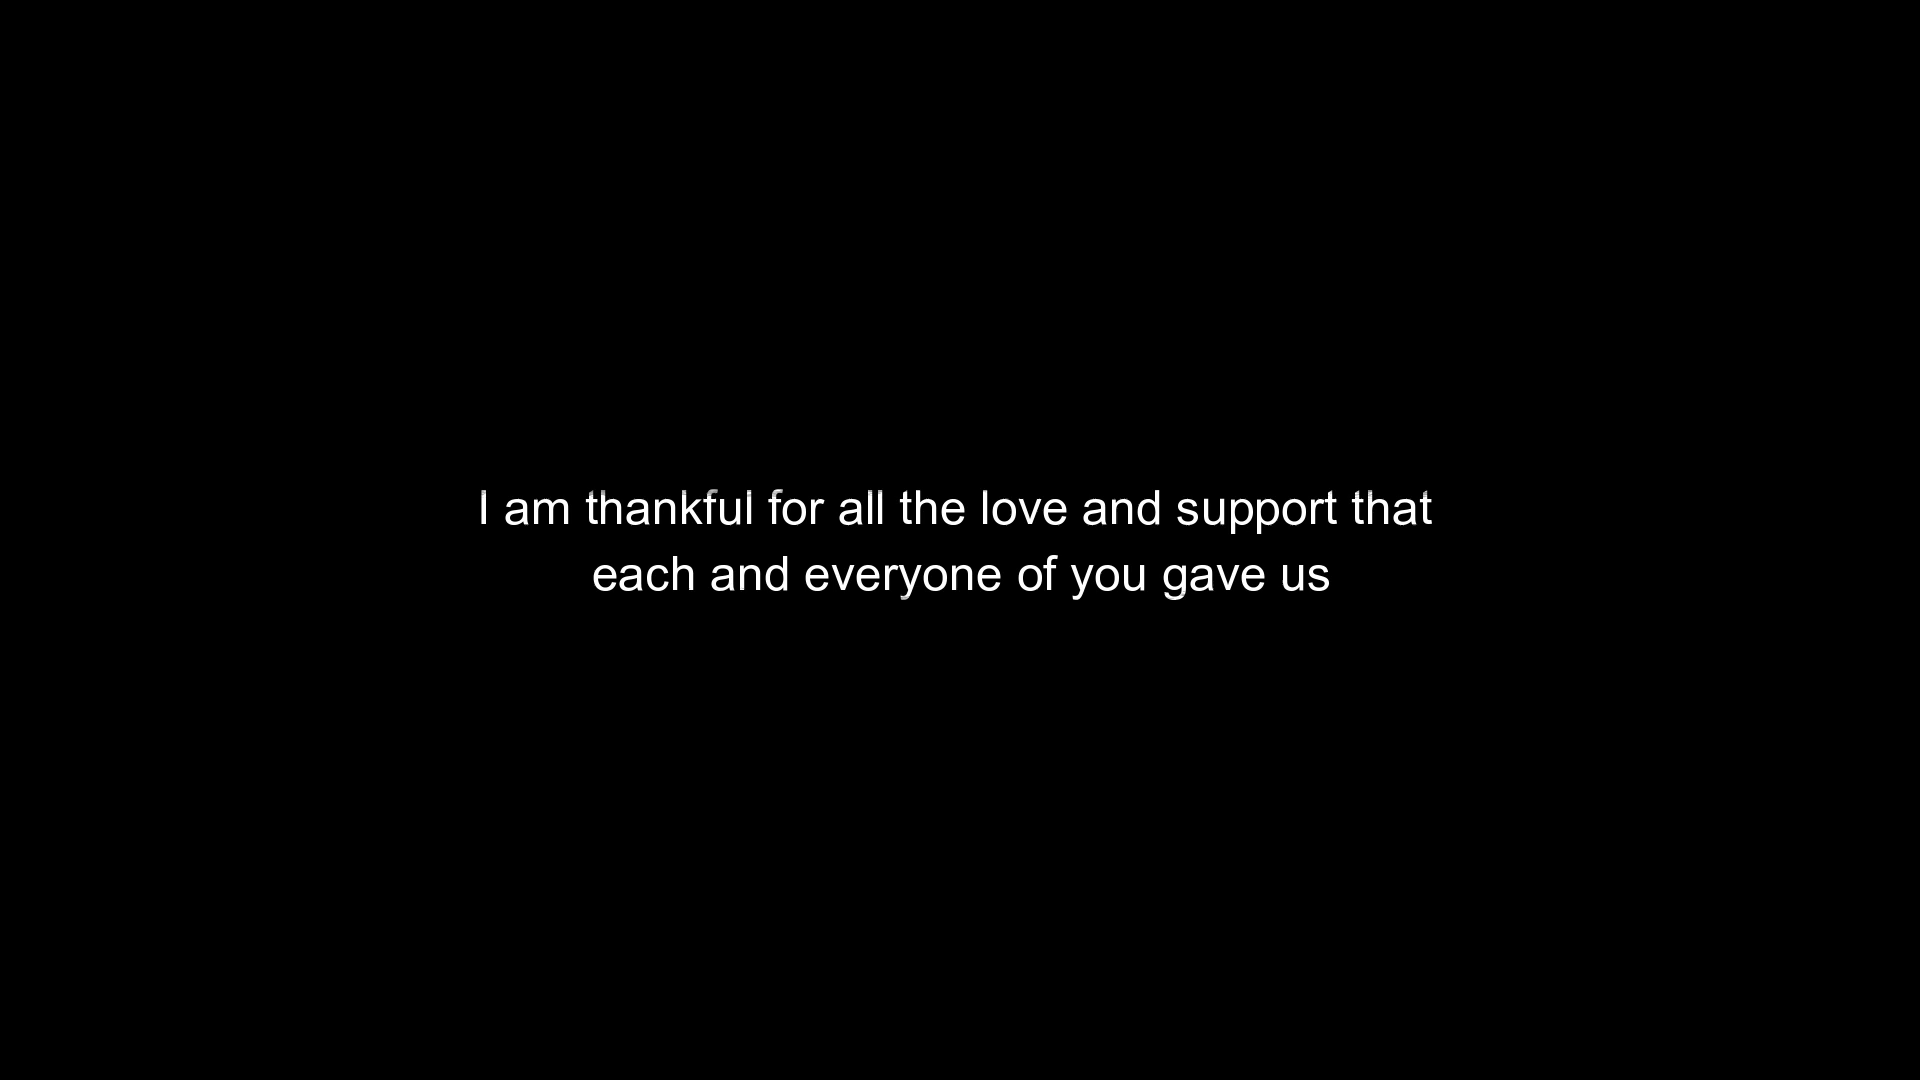 I am thankful for all the love and support that
each and everyone of you gave us